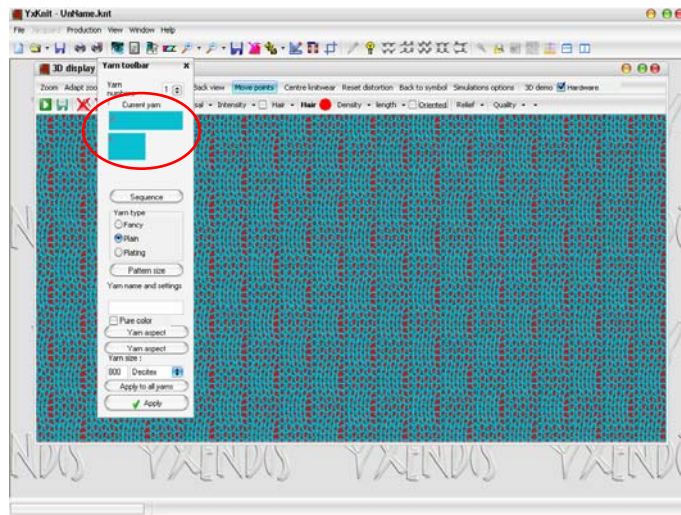 YxKnit - UnName.knt
File Jacquard Production View Window Help
3D display
Yarn toolbar
Zoom Adapt zoo
Back view Move points Centre knitwear Reset distortion Back to symbol Simulations options 3D demo Hardware
Yarn
1
Current yarn
Intensity Hair Hair Density length Oriented Relief Quality
Sequence
Yarn type
Fancy
Plain
Plating
Pattern size
Yarn name and settings
Pure color
Yarn aspect
Yarn aspect
Yarn size :
800 Decitex
Apply to all yarns
Apply
YXENDIS YXENDIS YXENDIS